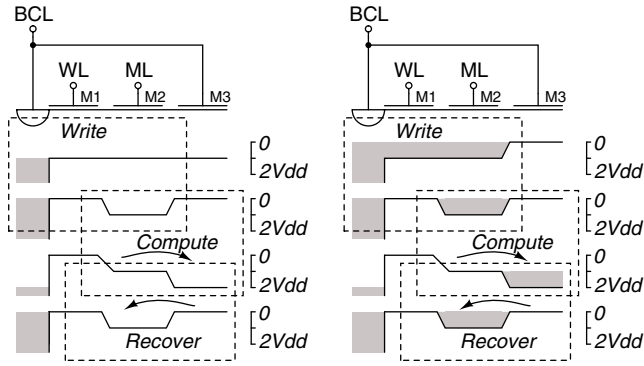 BCL
WL
ML
M1
M2
M3
Write
0
2Vdd
0
2Vdd
Compute
0
2Vdd
0
Recover
2Vdd
BCL
WL
ML
M1
M2
M3
Write
0
2Vdd
0
2Vdd
Compute
0
2Vdd
0
Recover
2Vdd